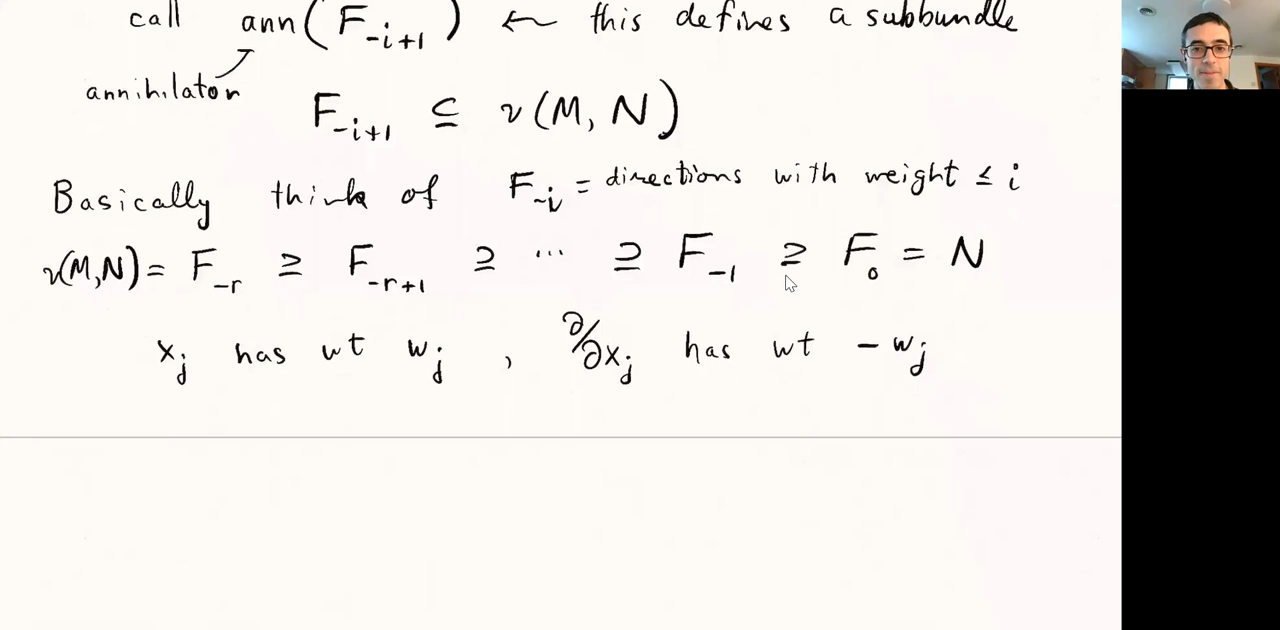 call ann(F_{-i+1}) ← this defines a subbundle
annihilator
F_{-i+1} ⊆ ν(M, N)
Basically think of F_{-i} = directions with weight ≤ i
ν(M,N) = F_{-r} ⊇ F_{-r+1} ⊇ ... ⊇ F_{-1} ⊇ F_0 = N
x_j has wt w_j , ∂/∂x_j has wt -w_j